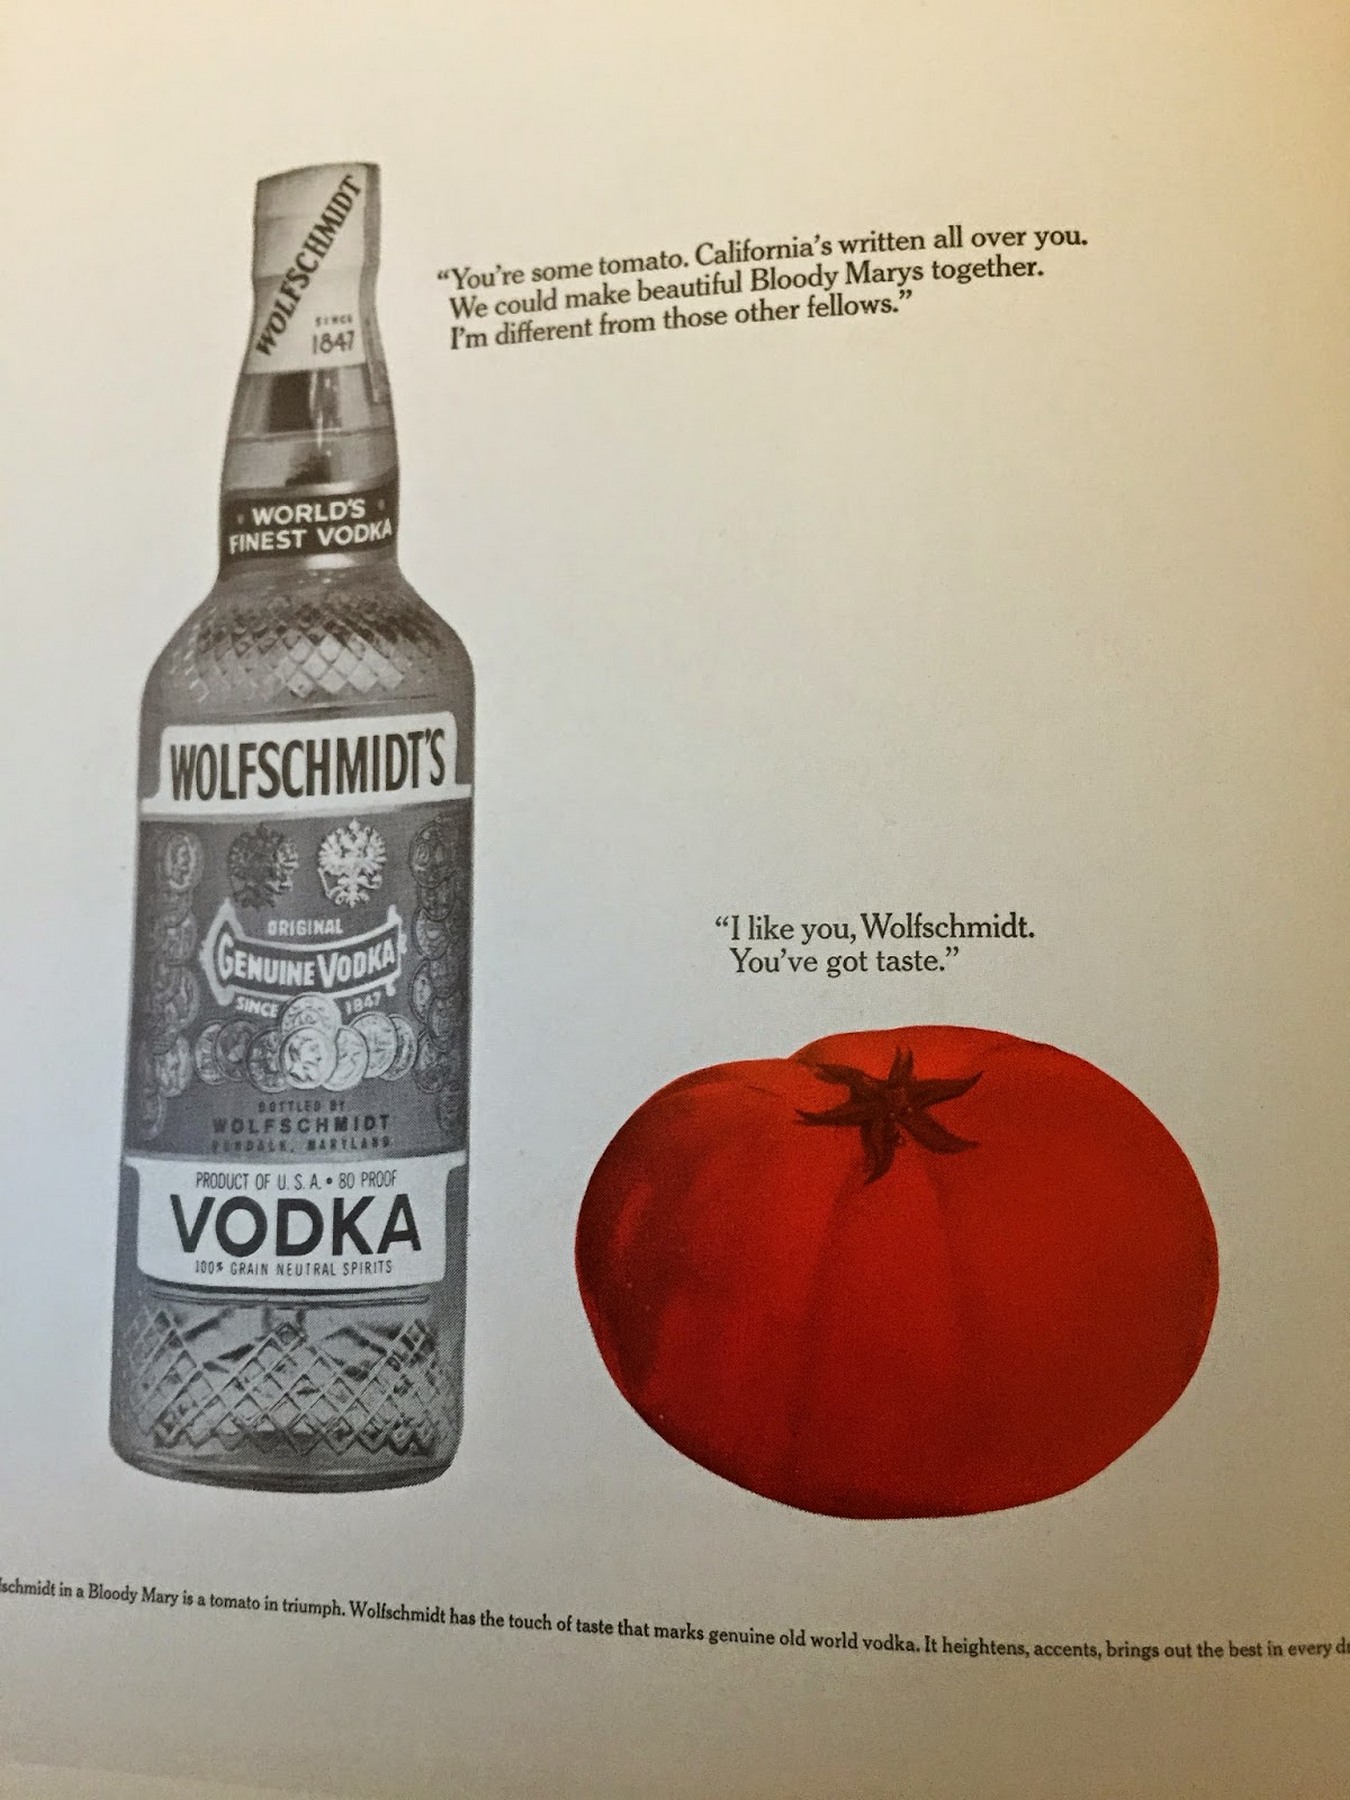 WOLFSCHMIDT
SINCE
1847
"You're some tomato. California's written all over you.
We could make beautiful Bloody Marys together.
I'm different from those other fellows."
WORLD'S
FINEST VODKA
WOLFSCHMIDT'S
ORIGINAL
GENUINE VODKA
SINCE 1847
BOTTLED BY
WOLFSCHMIDT
MARYLAND
PRODUCT OF U.S.A. • 80 PROOF
VODKA
100% GRAIN NEUTRAL SPIRITS
"I like you, Wolfschmidt.
You've got taste."
schmidt in a Bloody Mary is a tomato in triumph. Wolfschmidt has the touch of taste that marks genuine old world vodka. It heightens, accents, brings out the best in every